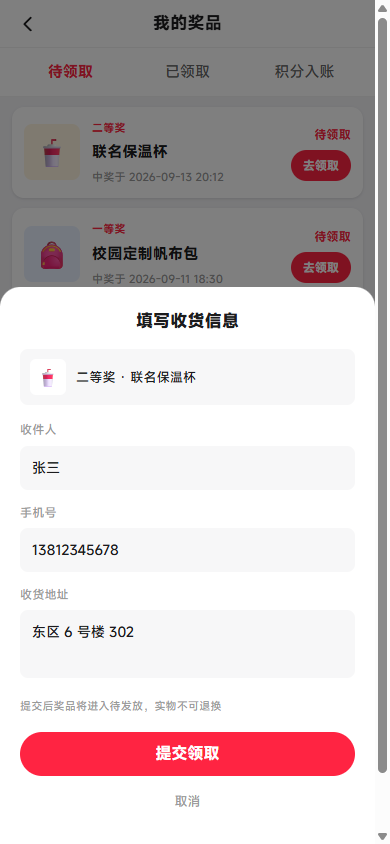 我的奖品
待领取 已领取 积分入账
二等奖
联名保温杯
中奖于 2026-09-13 20:12
待领取
去领取
一等奖
校园定制帆布包
中奖于 2026-09-11 18:30
待领取
去领取
填写收货信息
二等奖 · 联名保温杯
收件人
张三
手机号
13812345678
收货地址
东区 6 号楼 302
提交后奖品将进入待发放，实物不可退换
提交领取
取消